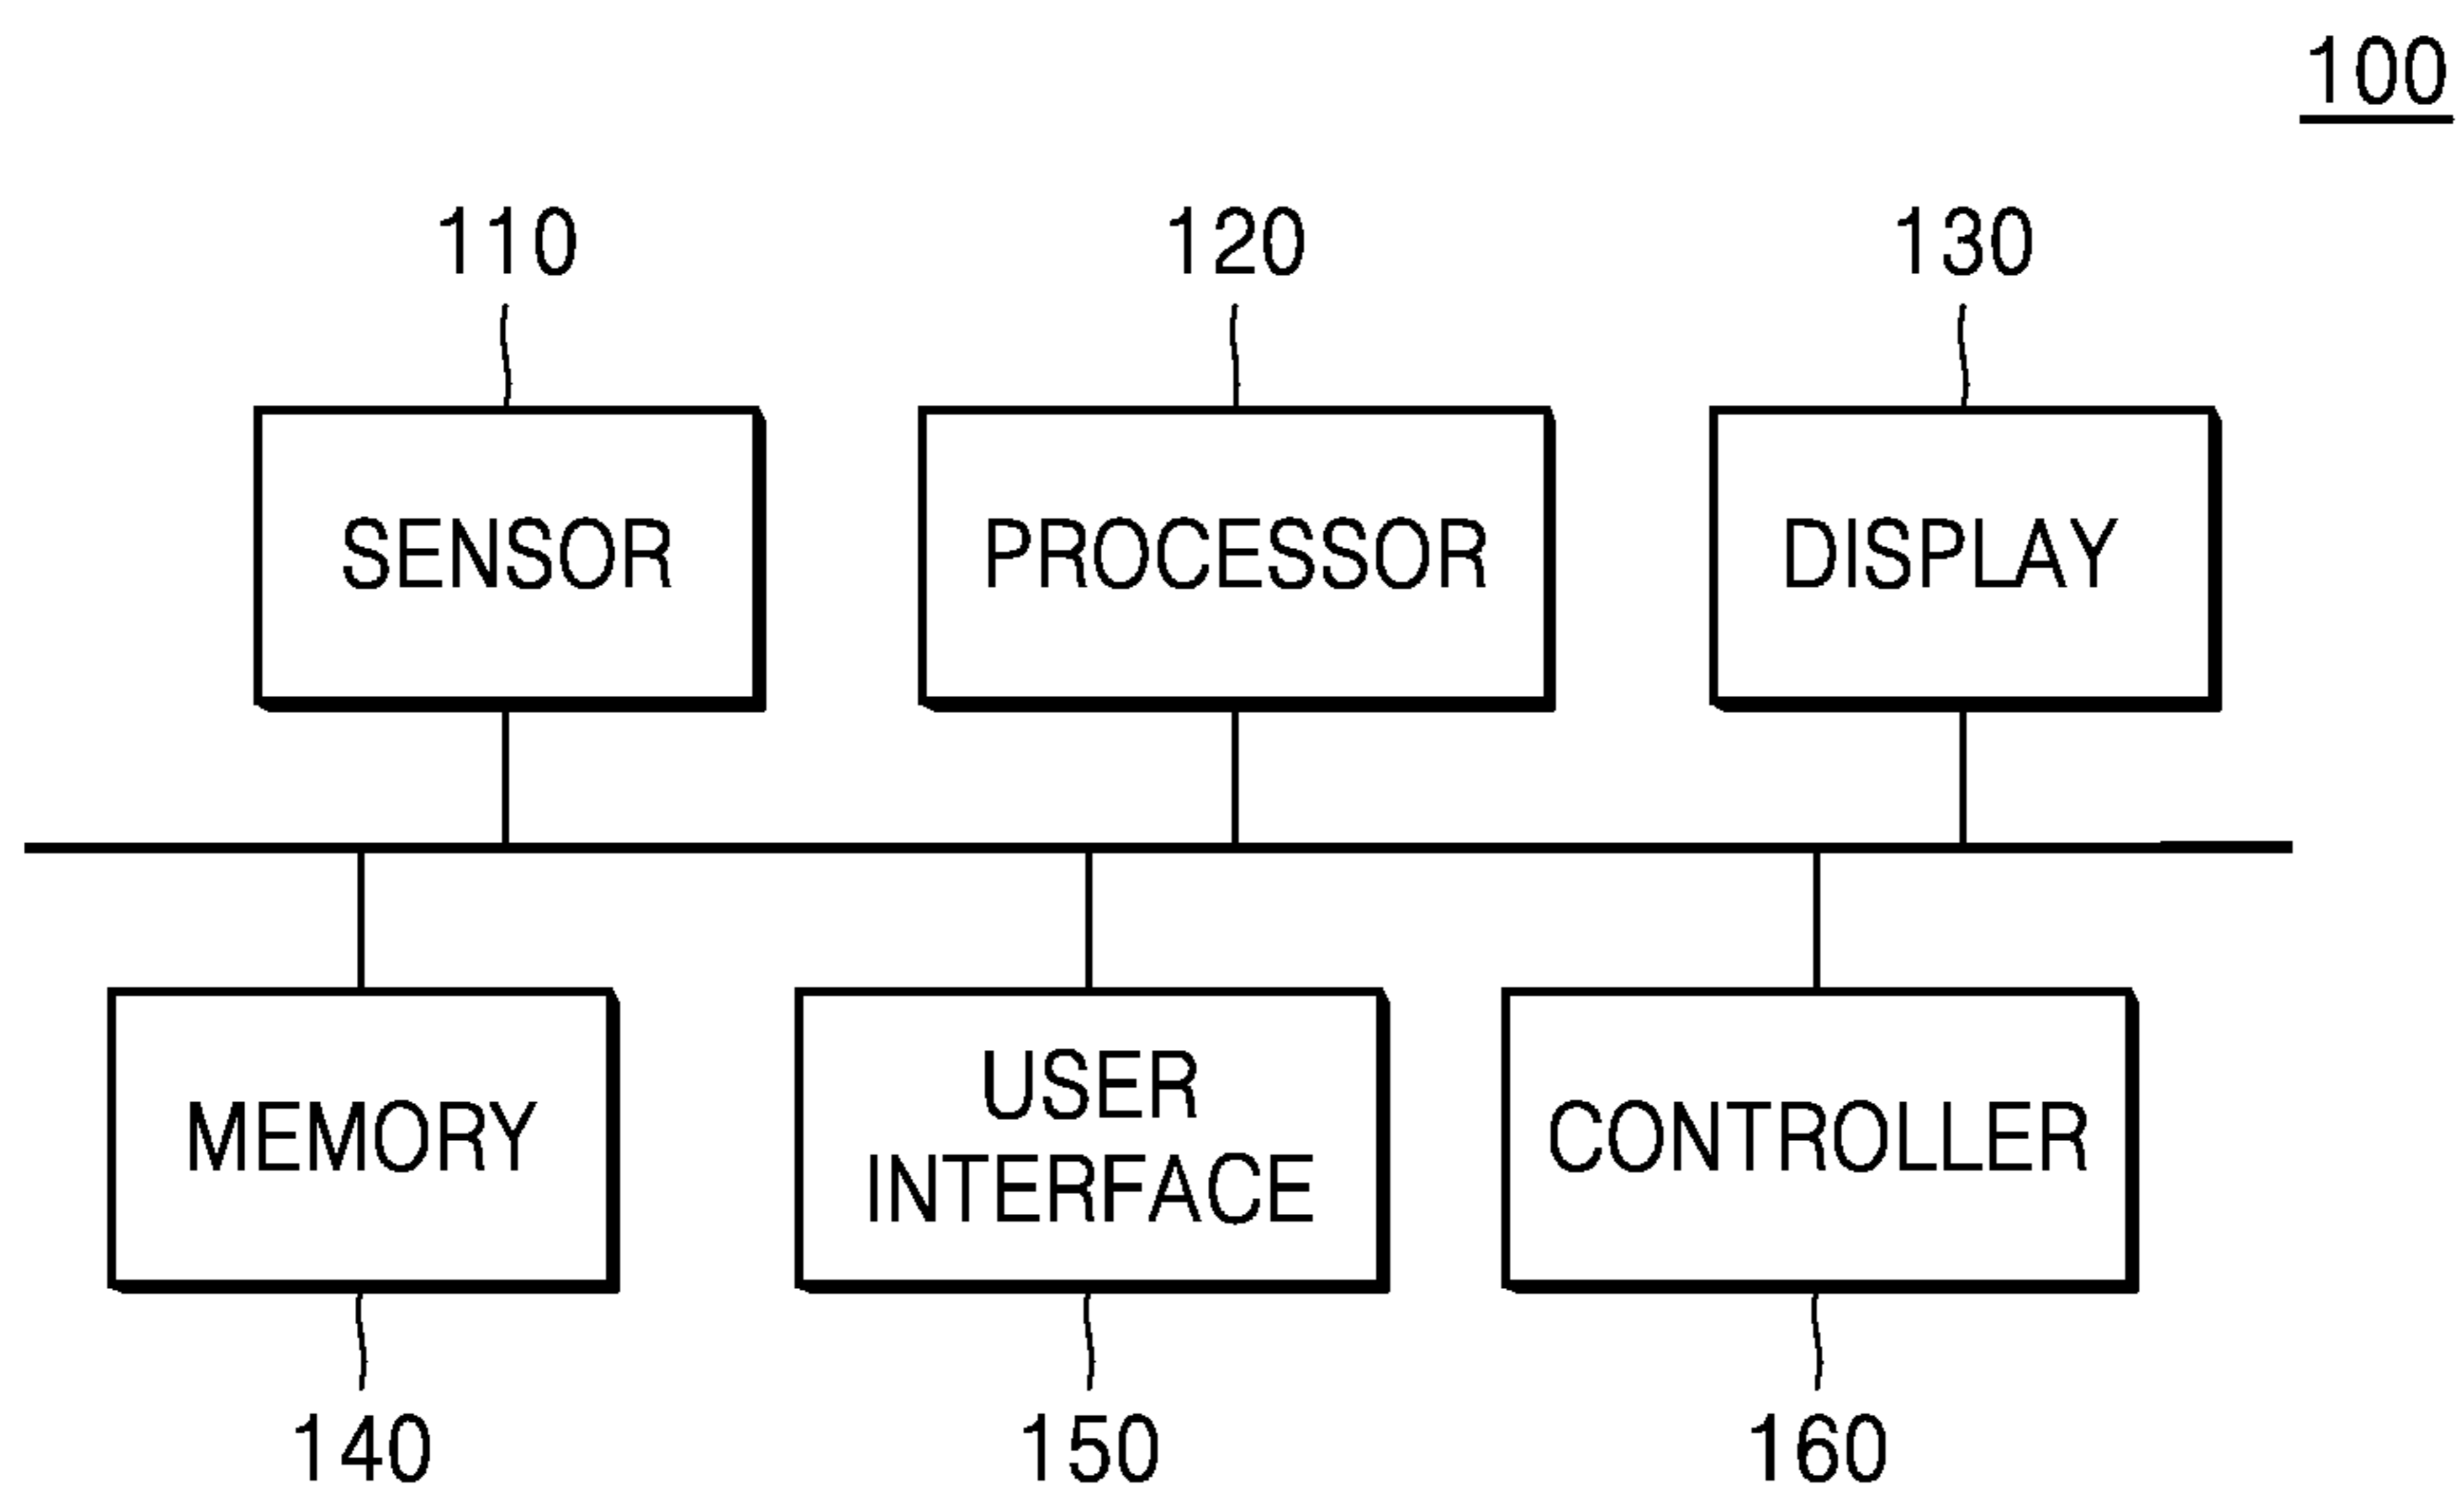 100
110
120
130
SENSOR
PROCESSOR
DISPLAY
MEMORY
USER
INTERFACE
CONTROLLER
140
150
160